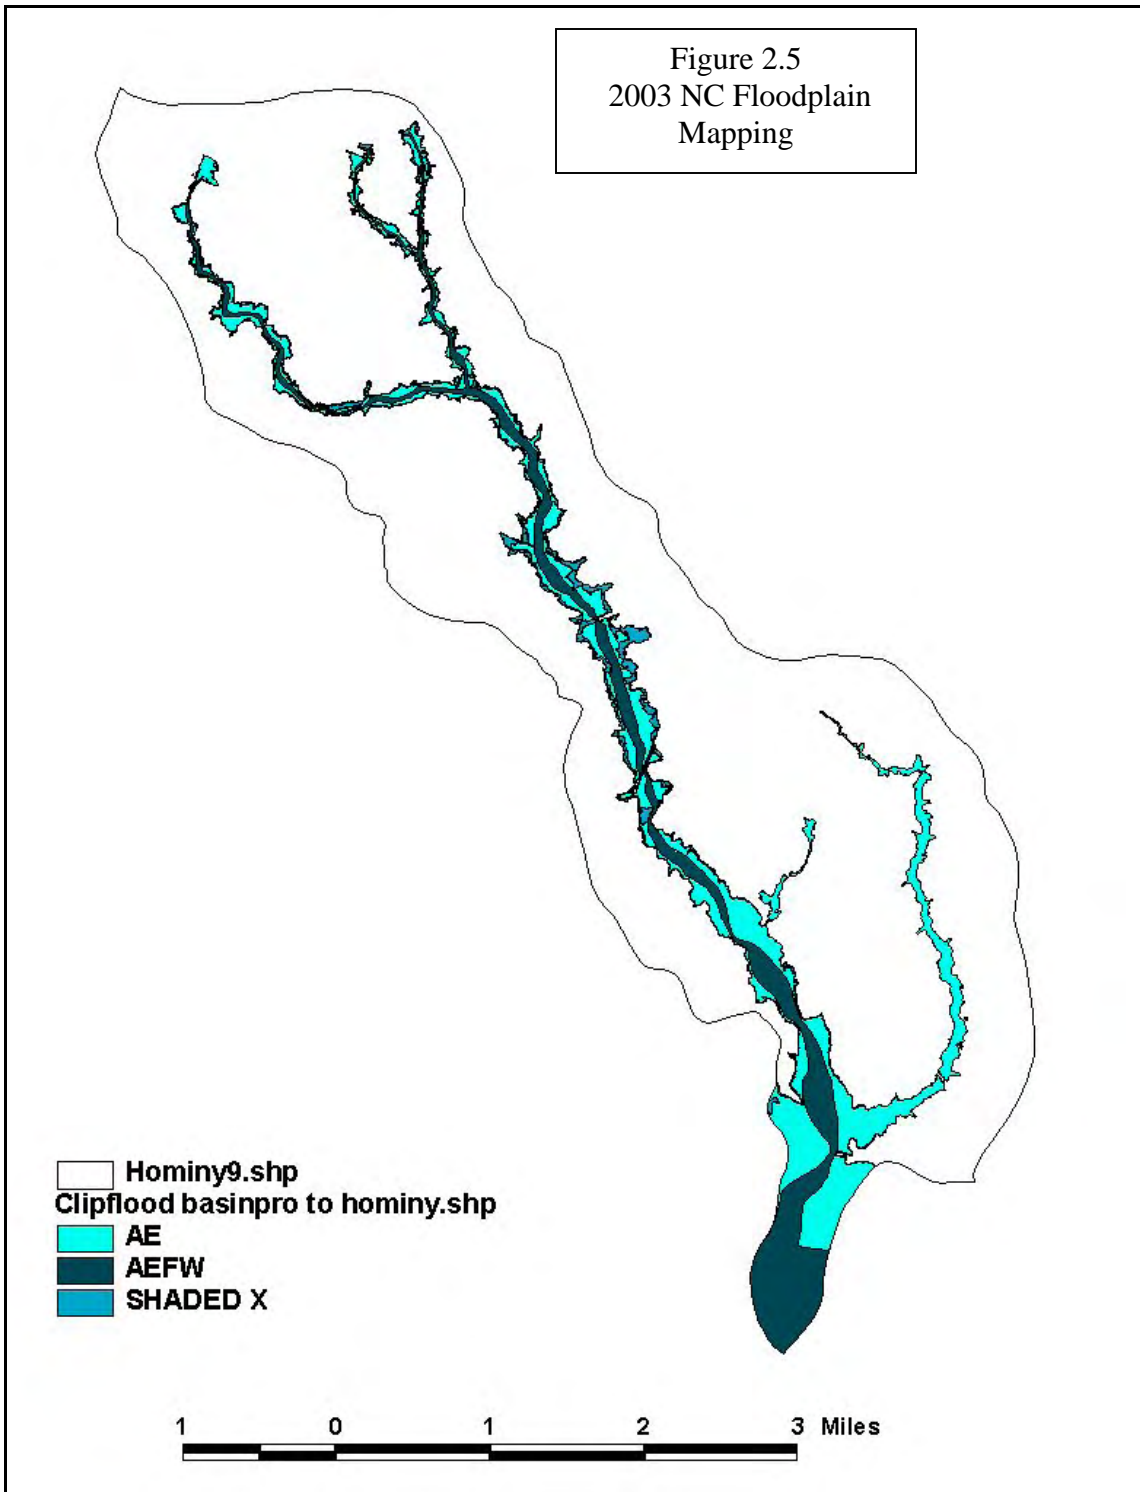 Figure 2.5
2003 NC Floodplain
Mapping
Hominy9.shp
Clipflood basinpro to hominy.shp
AE
AEFW
SHADED X
1 0 1 2 3 Miles